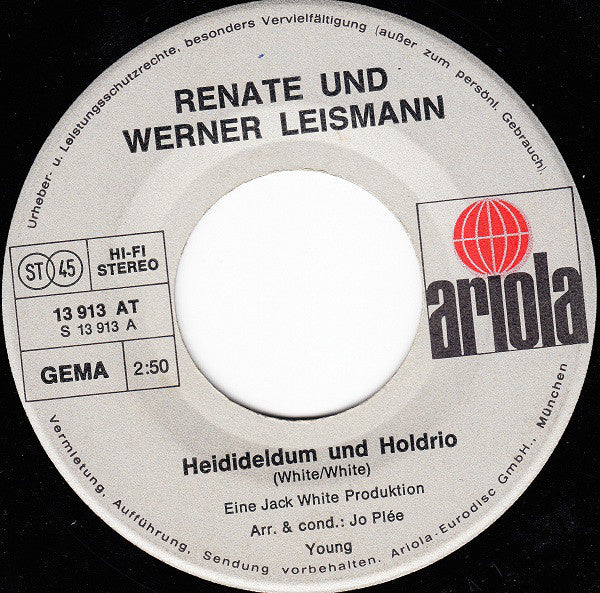 Urheber- u. Leistungsschutzrechte, besonders Vervielfältigung (außer zum persönl. Gebrauch).
RENATE UND
WERNER LEISMANN
ST 45
HI-FI
STEREO
13 913 AT
S 13 913 A
GEMA
2:50
ariola
Heidideldum und Holdrio
(White/White)
Eine Jack White Produktion
Arr. & cond.: Jo Plée
Young
Vermietung, Aufführung, Sendung vorbehalten. Ariola-Eurodisc GmbH., München